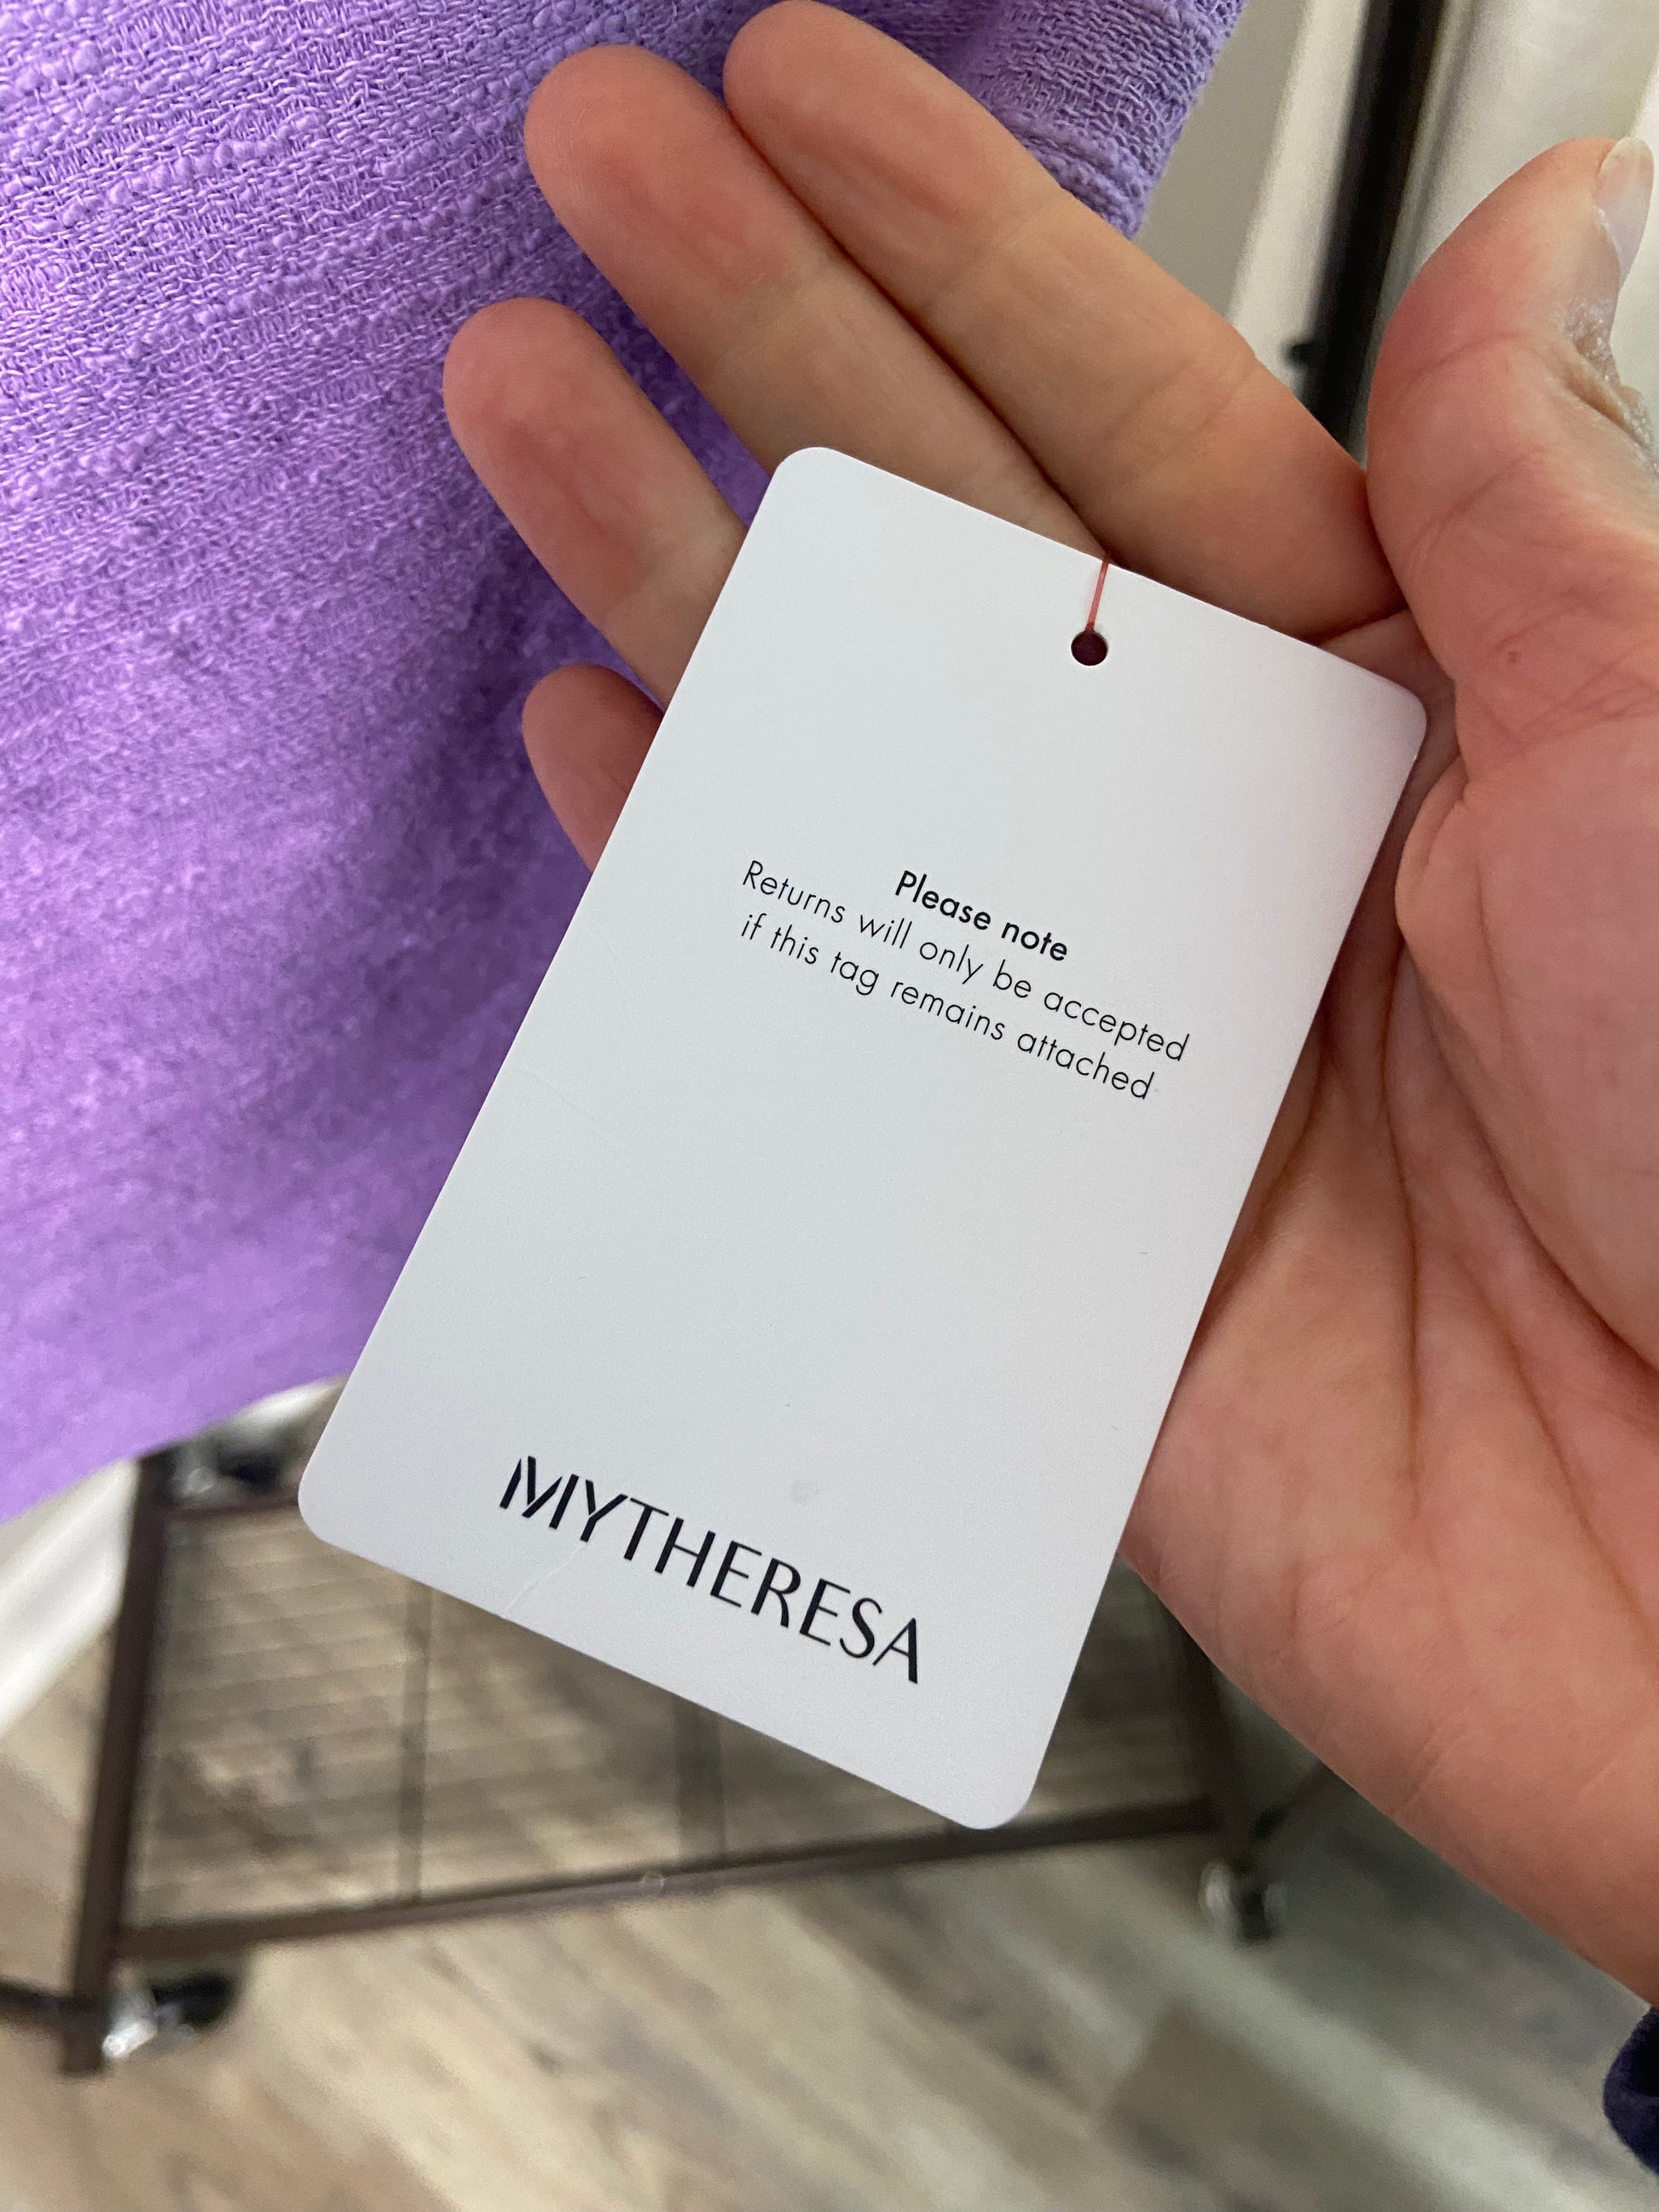 Please note
Returns will only be accepted
if this tag remains attached
MYTHERESA